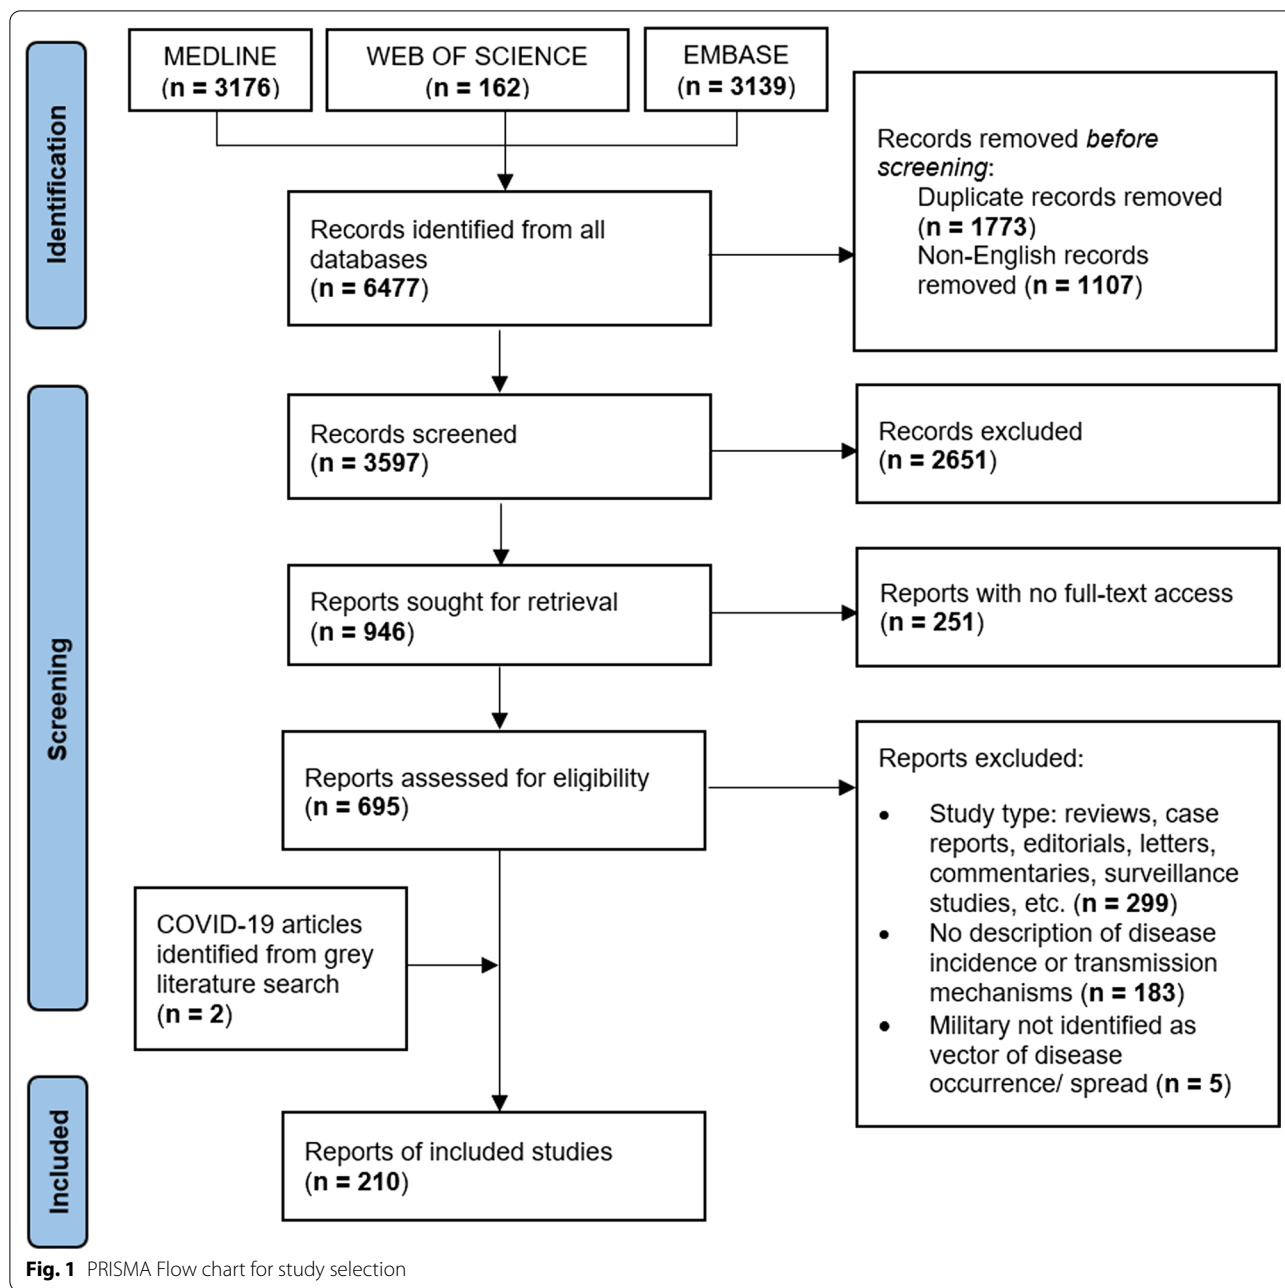 Identification
MEDLINE
(n = 3176)
WEB OF SCIENCE
(n = 162)
EMBASE
(n = 3139)
Records identified from all
databases
(n = 6477)
Records removed before
screening:
Duplicate records removed
(n = 1773)
Non-English records
removed (n = 1107)
Screening
Records screened
(n = 3597)
Records excluded
(n = 2651)
Reports sought for retrieval
(n = 946)
Reports with no full-text access
(n = 251)
Reports assessed for eligibility
(n = 695)
Reports excluded:
• Study type: reviews, case
reports, editorials, letters,
commentaries, surveillance
studies, etc. (n = 299)
• No description of disease
incidence or transmission
mechanisms (n = 183)
• Military not identified as
vector of disease
occurrence/ spread (n = 5)
COVID-19 articles
identified from grey
literature search
(n = 2)
Included
Reports of included studies
(n = 210)
Fig. 1 PRISMA Flow chart for study selection